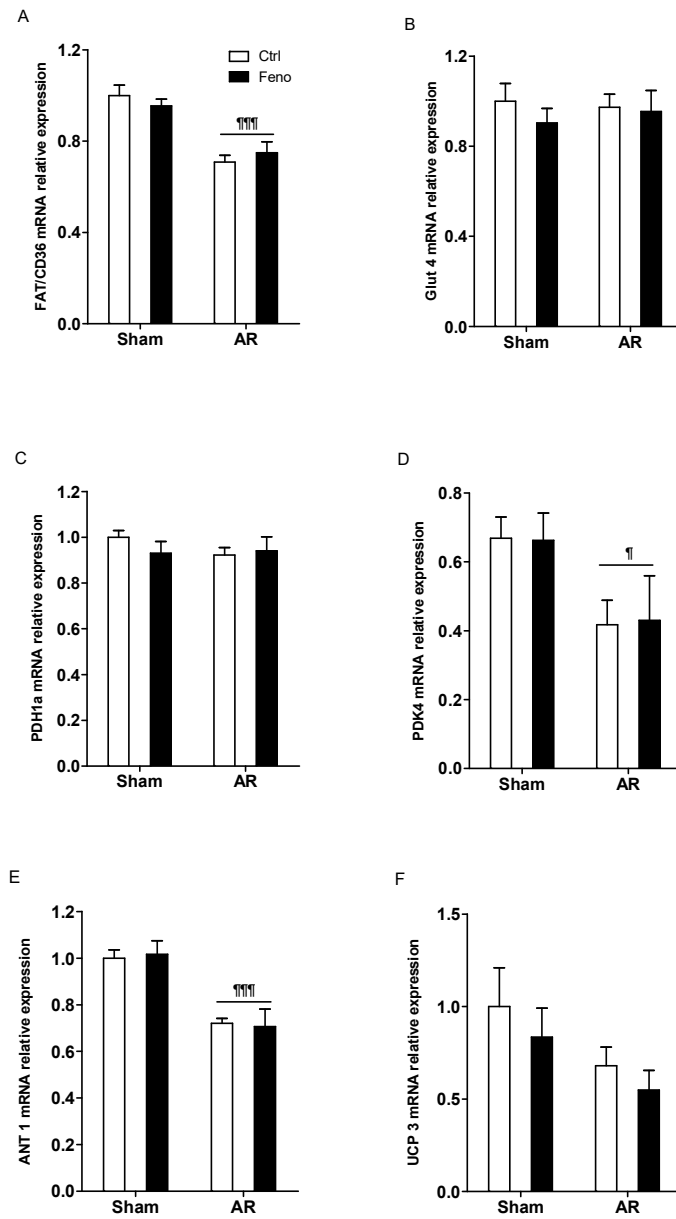 A
FAT/CD36 mRNA relative expression
1.2
0.8
0.4
0.0
Ctrl
Feno
¶¶¶
Sham
AR
B
Glut 4 mRNA relative expression
1.2
0.8
0.4
0.0
Sham
AR
C
PDH1a mRNA relative expression
1.2
1.0
0.8
0.6
0.4
0.2
0.0
Sham
AR
D
PDK4 mRNA relative expression
0.8
0.6
0.4
0.2
0.0
¶
Sham
AR
E
ANT 1 mRNA relative expression
1.2
1.0
0.8
0.6
0.4
0.2
0.0
¶¶¶
Sham
AR
F
UCP 3 mRNA relative expression
1.5
1.0
0.5
0.0
Sham
AR